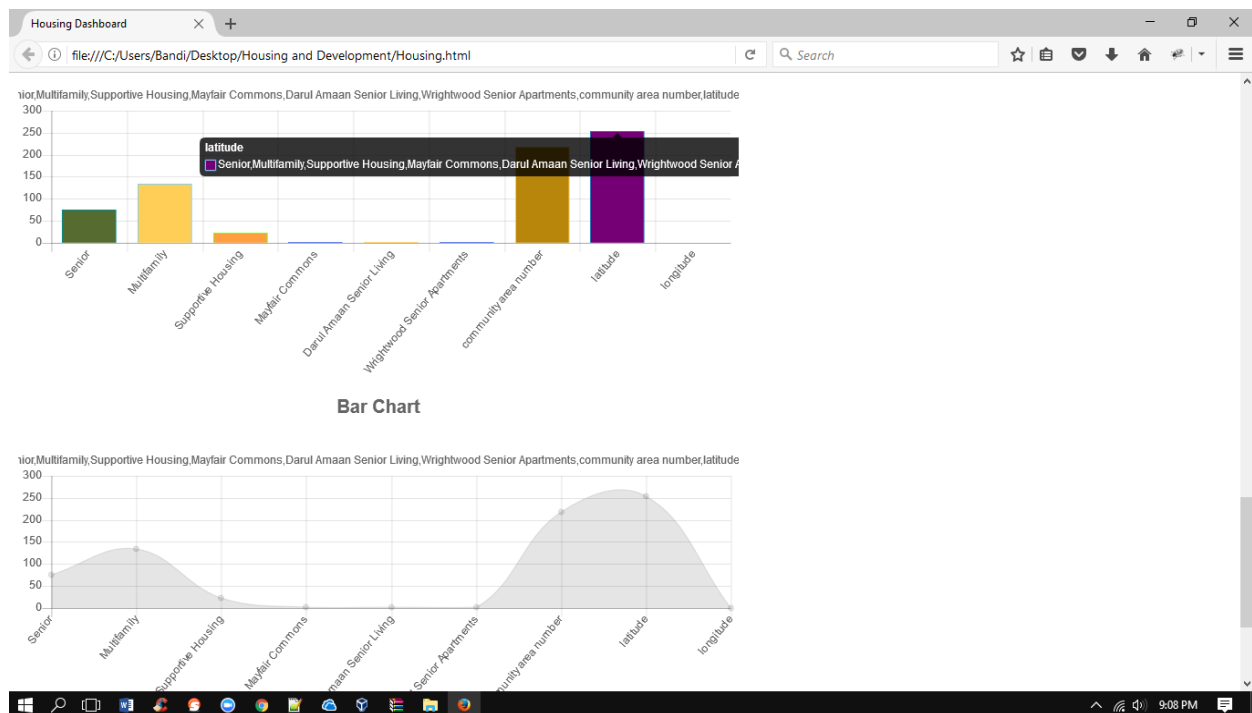 Housing Dashboard
file:///C:/Users/Bandi/Desktop/Housing and Development/Housing.html
Search
ior,Multifamily,Supportive Housing,Mayfair Commons,Darul Amaan Senior Living,Wrightwood Senior Apartments,community area number,latitude
300
250
200
150
100
50
0
latitude
Senior,Multifamily,Supportive Housing,Mayfair Commons,Darul Amaan Senior Living,Wrightwood Senior A
Senior
Multifamily
Supportive Housing
Mayfair Commons
Darul Amaan Senior Living
Wrightwood Senior Apartments
community area number
latitude
longitude
Bar Chart
ior,Multifamily,Supportive Housing,Mayfair Commons,Darul Amaan Senior Living,Wrightwood Senior Apartments,community area number,latitude
300
250
200
150
100
50
0
Senior
Multifamily
Supportive Housing
Mayfair Commons
maan Senior Living
Senior Apartments
unity area number
latitude
longitude
9:08 PM